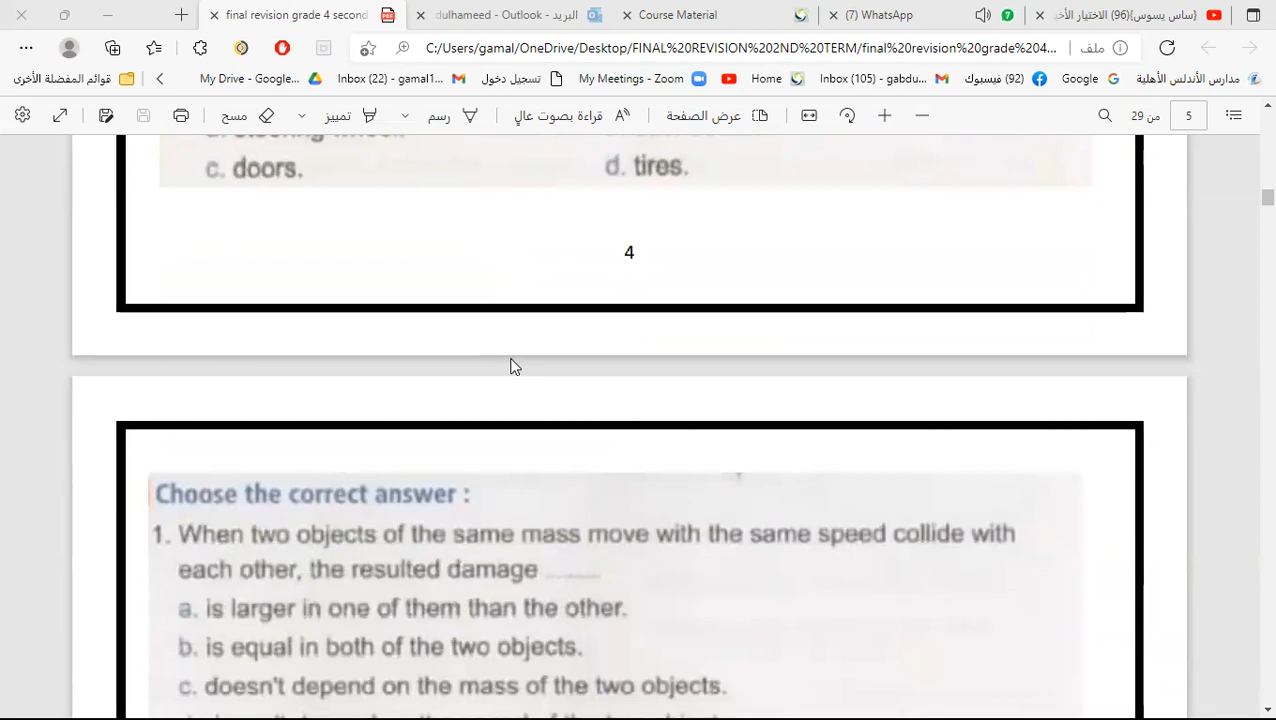 final revision grade 4 second
dulhameed - Outlook - البريد
Course Material
(7) WhatsApp
(ساس يسوس)(96) الاختيار الأخ
ملف
C:/Users/gamal/OneDrive/Desktop/FINAL%20REVISION%202ND%20TERM/final%20revision%20grade%204...
قوائم المفضلة الأخرى
My Drive - Google...
Inbox (22) - gamal1...
تسجيل دخول
My Meetings - Zoom
Home
Inbox (105) - gabdu...
(92) فيسبوك
Google
مدارس الأندلس الأهلية
مسح
تمييز
رسم
قراءة بصوت عالٍ
عرض الصفحة
من 29
5
c. doors.
d. tires.
4
Choose the correct answer :
1. When two objects of the same mass move with the same speed collide with
each other, the resulted damage ........
a. is larger in one of them than the other.
b. is equal in both of the two objects.
c. doesn't depend on the mass of the two objects.